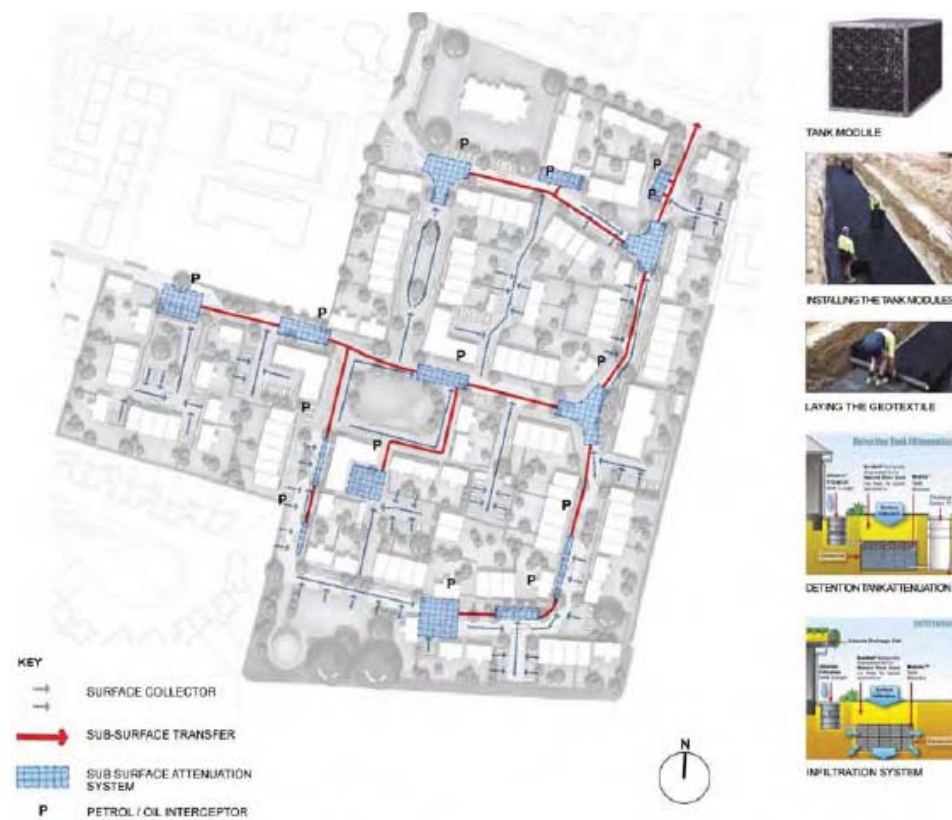 P
P
P
P
P
P
P
P
P
P
P
P
P
TANK MODULE
INSTALLING THE TANK MODULES
LAYING THE GEOTEXTILE
DETENTION TANK ATTENUATION
INFILTRATION SYSTEM
KEY
SURFACE COLLECTOR
SUB-SURFACE TRANSFER
SUB SURFACE ATTENUATION
SYSTEM
P PETROL / OIL INTERCEPTOR
N